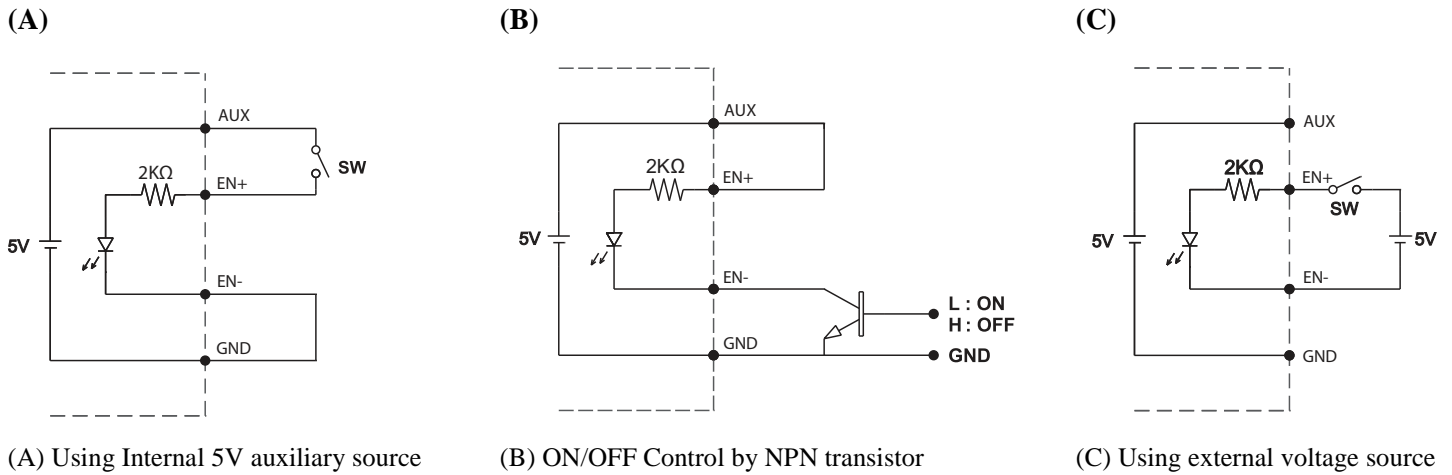 (A)
(B)
(C)
AUX
2KΩ
EN+
SW
5V
EN-
GND
AUX
2KΩ
EN+
5V
EN-
L : ON
H : OFF
GND
GND
AUX
2KΩ
EN+
SW
5V
5V
EN-
GND
(A) Using Internal 5V auxiliary source
(B) ON/OFF Control by NPN transistor
(C) Using external voltage source